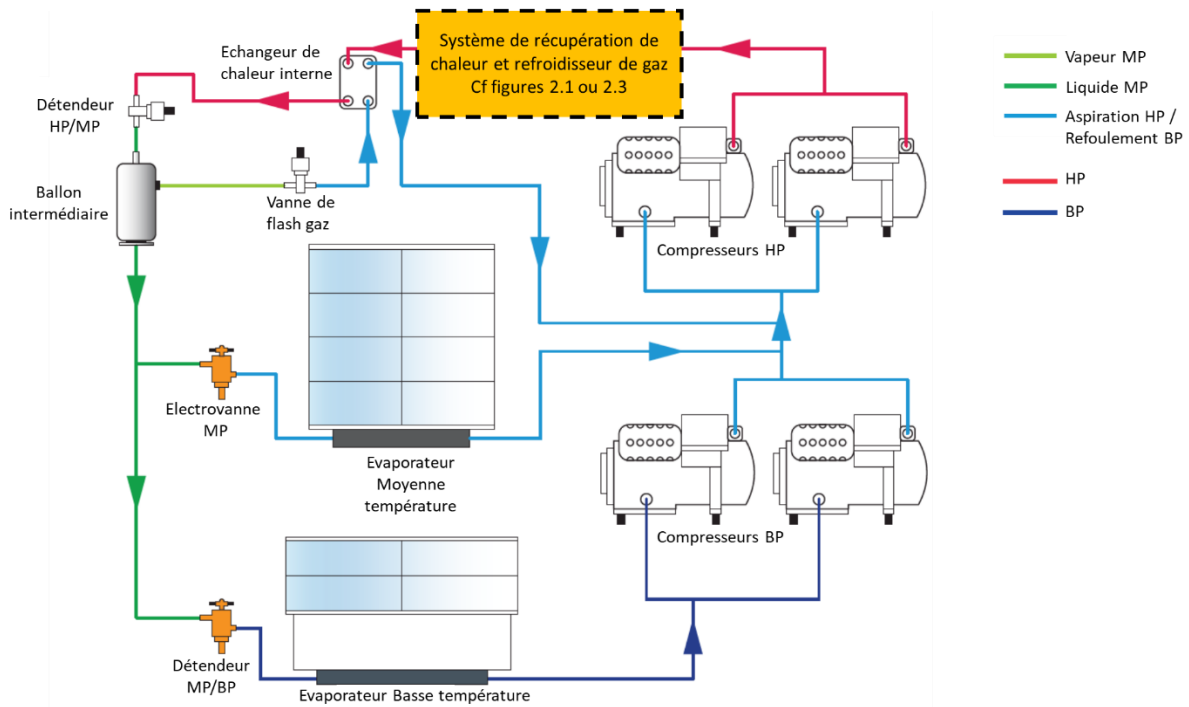 Echangeur de
chaleur interne
Système de récupération de
chaleur et refroidisseur de gaz
Cf figures 2.1 ou 2.3
Vapeur MP
Liquide MP
Aspiration HP /
Refoulement BP
HP
BP
Détendeur
HP/MP
Ballon
intermédiaire
Vanne de
flash gaz
Compresseurs HP
Electrovanne
MP
Evaporateur
Moyenne
température
Compresseurs BP
Détendeur
MP/BP
Evaporateur Basse température